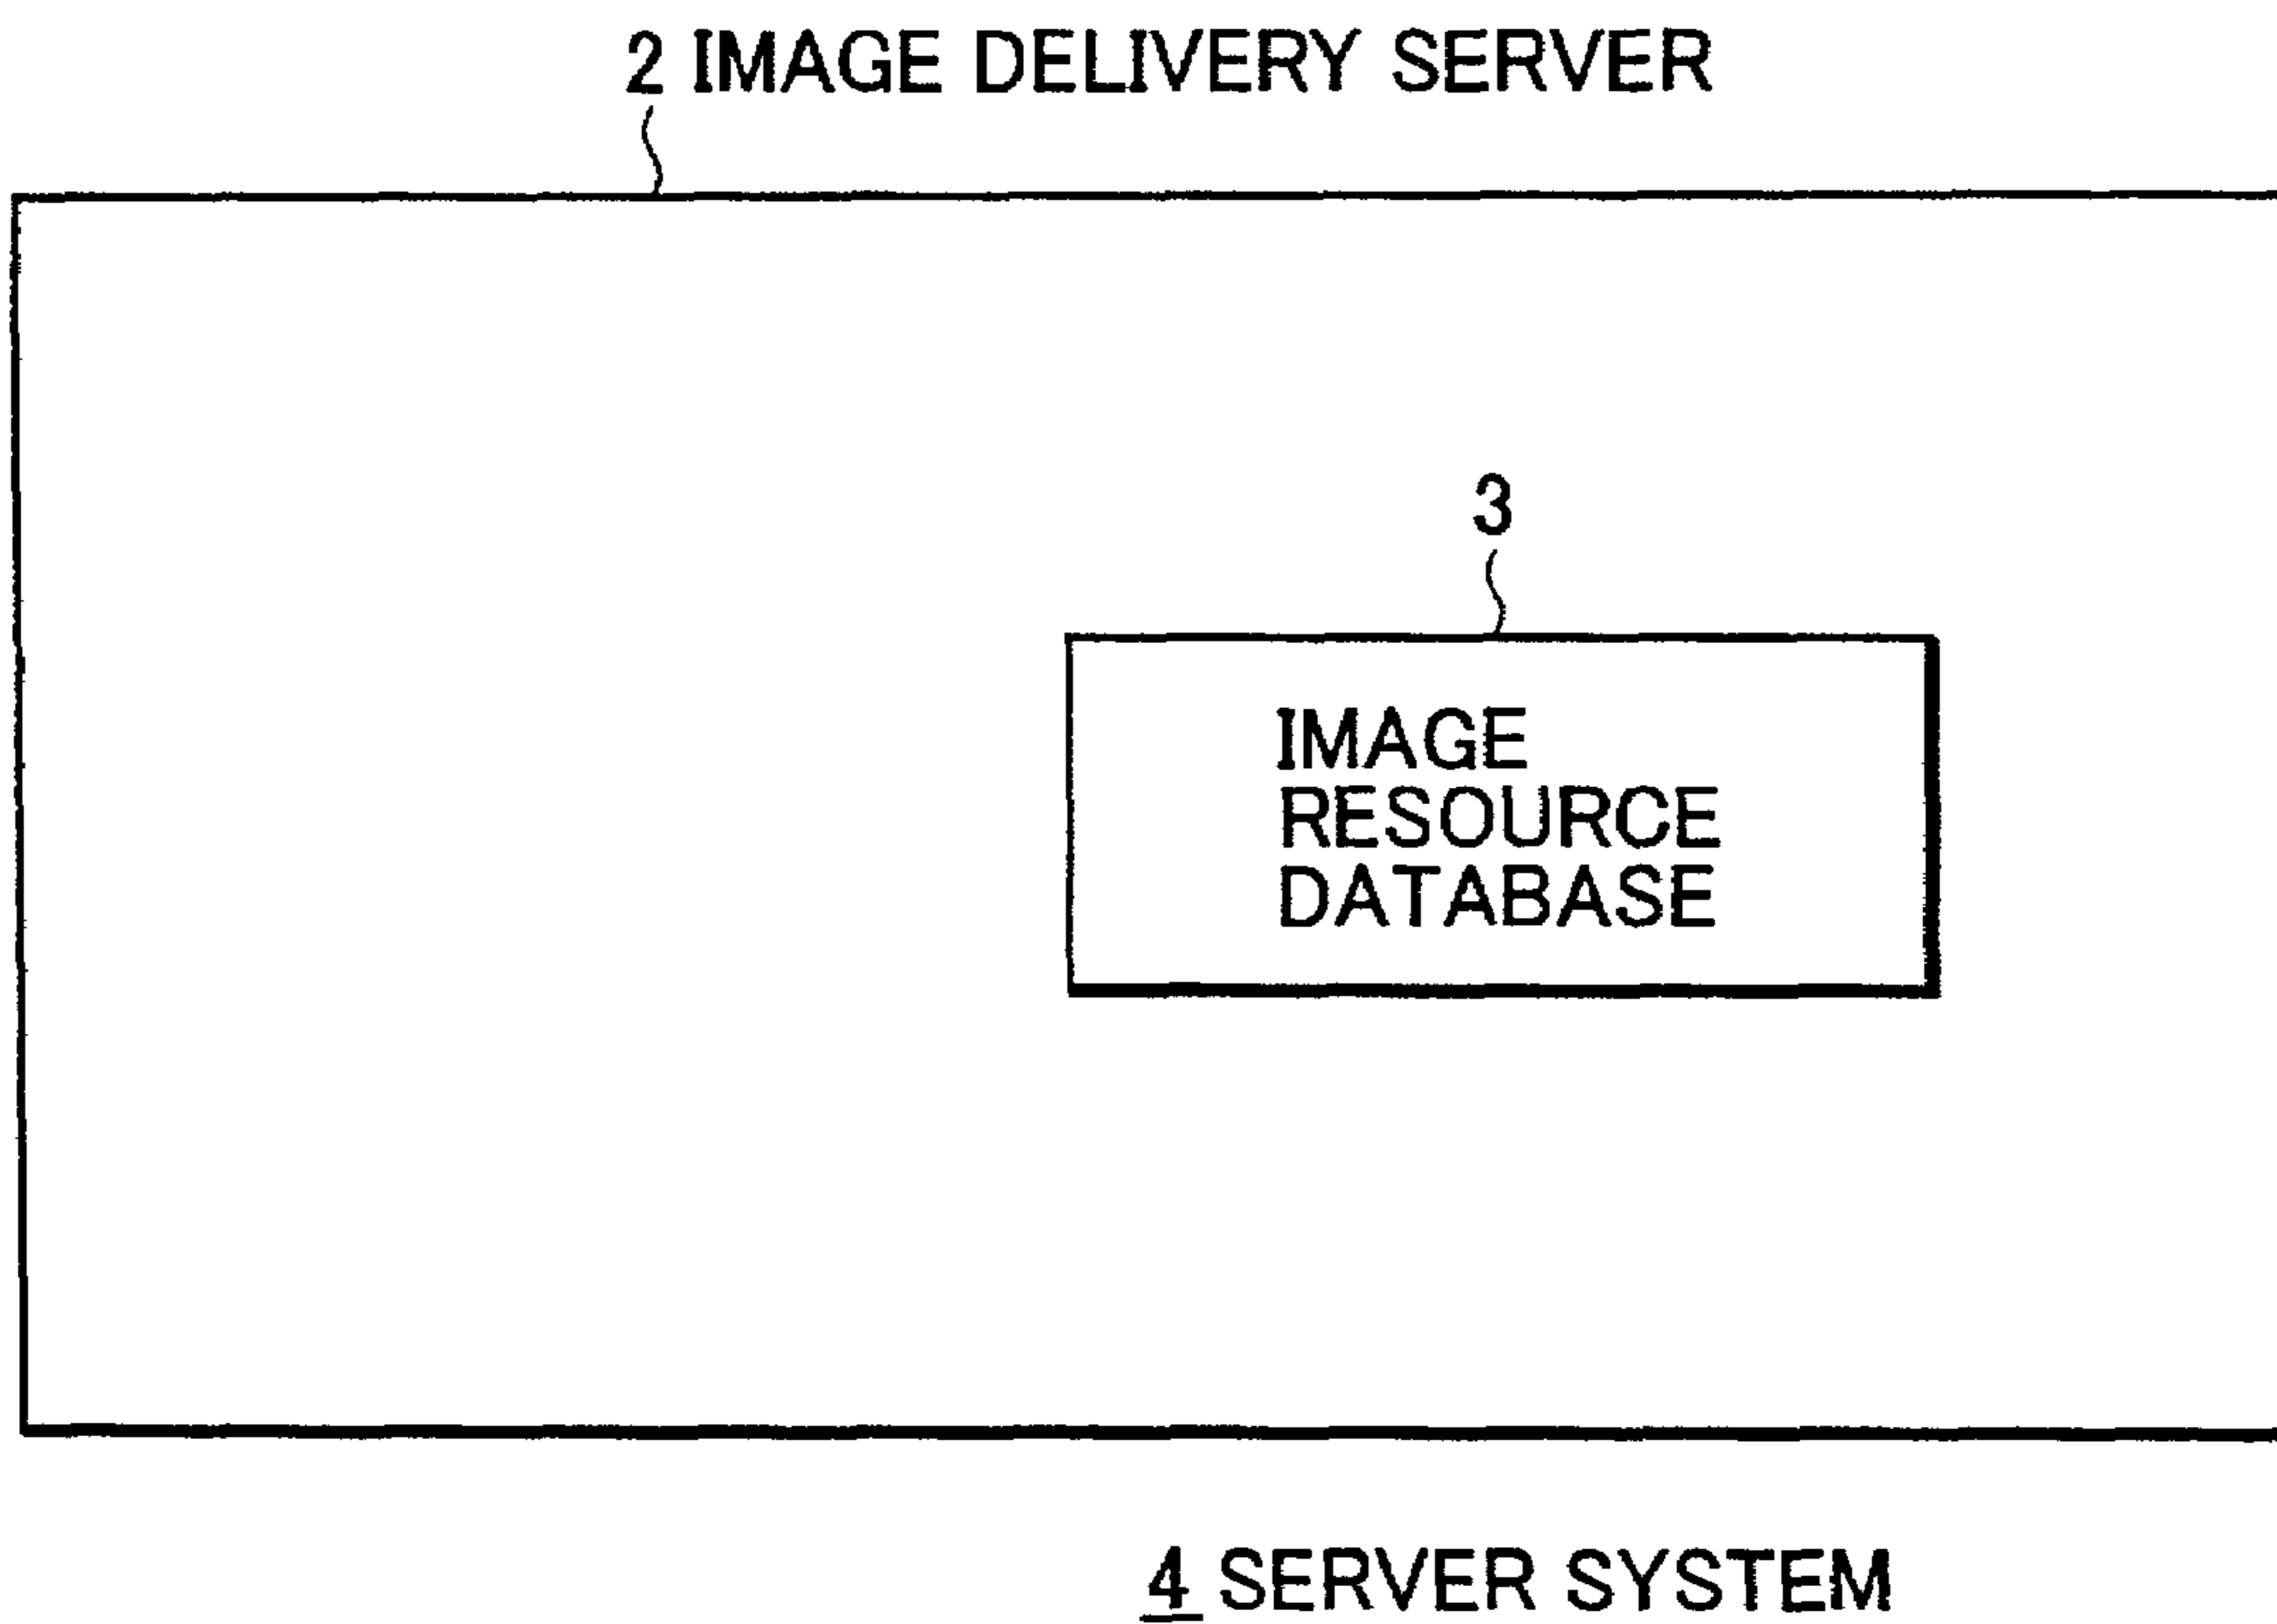 2 IMAGE DELIVERY SERVER
3
IMAGE
RESOURCE
DATABASE
4 SERVER SYSTEM